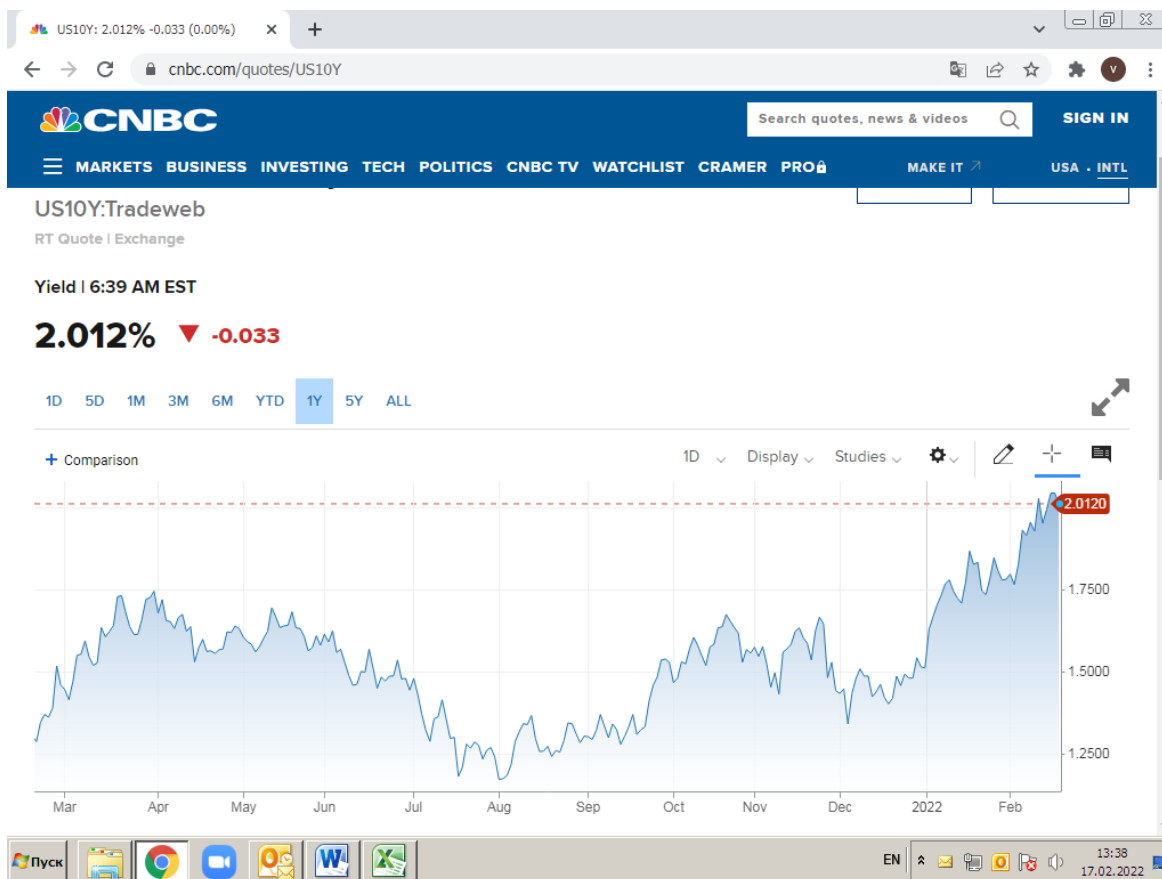 US10Y: 2.012% -0.033 (0.00%)
cnbc.com/quotes/US10Y
V
CNBC
Search quotes, news & videos
SIGN IN
MARKETS BUSINESS INVESTING TECH POLITICS CNBC TV WATCHLIST CRAMER PRO MAKE IT USA • INTL
US10Y:Tradeweb
RT Quote | Exchange
Yield | 6:39 AM EST
2.012% ▼ -0.033
1D 5D 1M 3M 6M YTD 1Y 5Y ALL
+ Comparison 1D Display Studies
2.0120
1.7500
1.5000
1.2500
Mar Apr May Jun Jul Aug Sep Oct Nov Dec 2022 Feb
Пуск
EN
13:38
17.02.2022